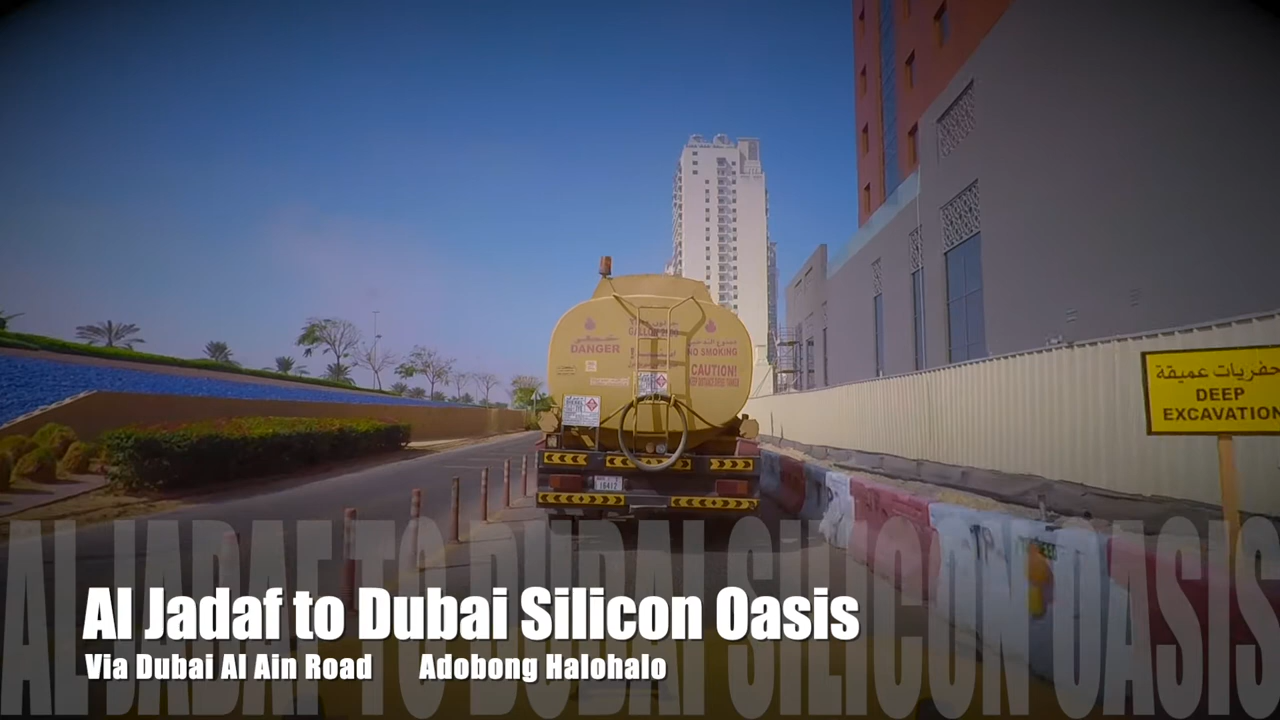 DANGER
NO SMOKING
CAUTION!
18412
حفريات عميقة
DEEP
EXCAVATION
AL JADAF TO DUBAI SILICON OASIS
Al Jadaf to Dubai Silicon Oasis
Via Dubai Al Ain Road Adobong Halohalo